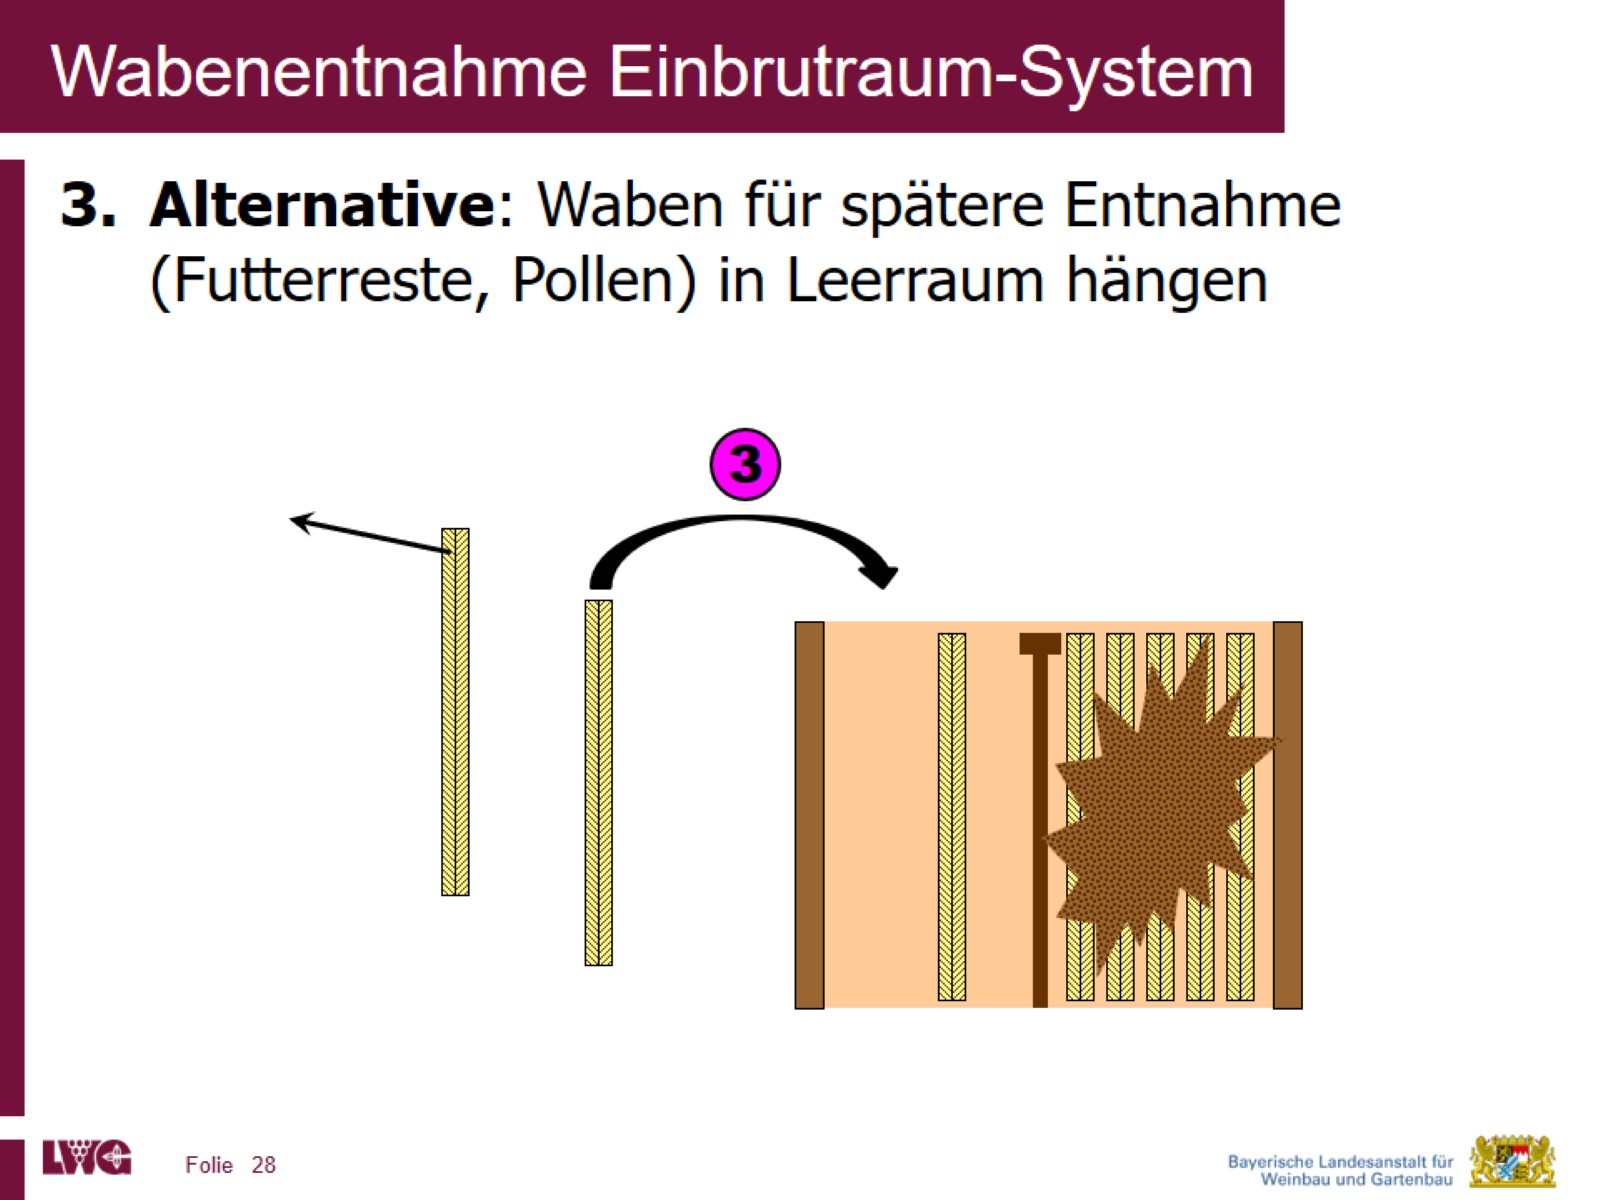 Wabenentnahme Einbrutraum-System
3. Alternative: Waben für spätere Entnahme
(Futterreste, Pollen) in Leerraum hängen
3
LWG
Folie 28
Bayerische Landesanstalt für
Weinbau und Gartenbau